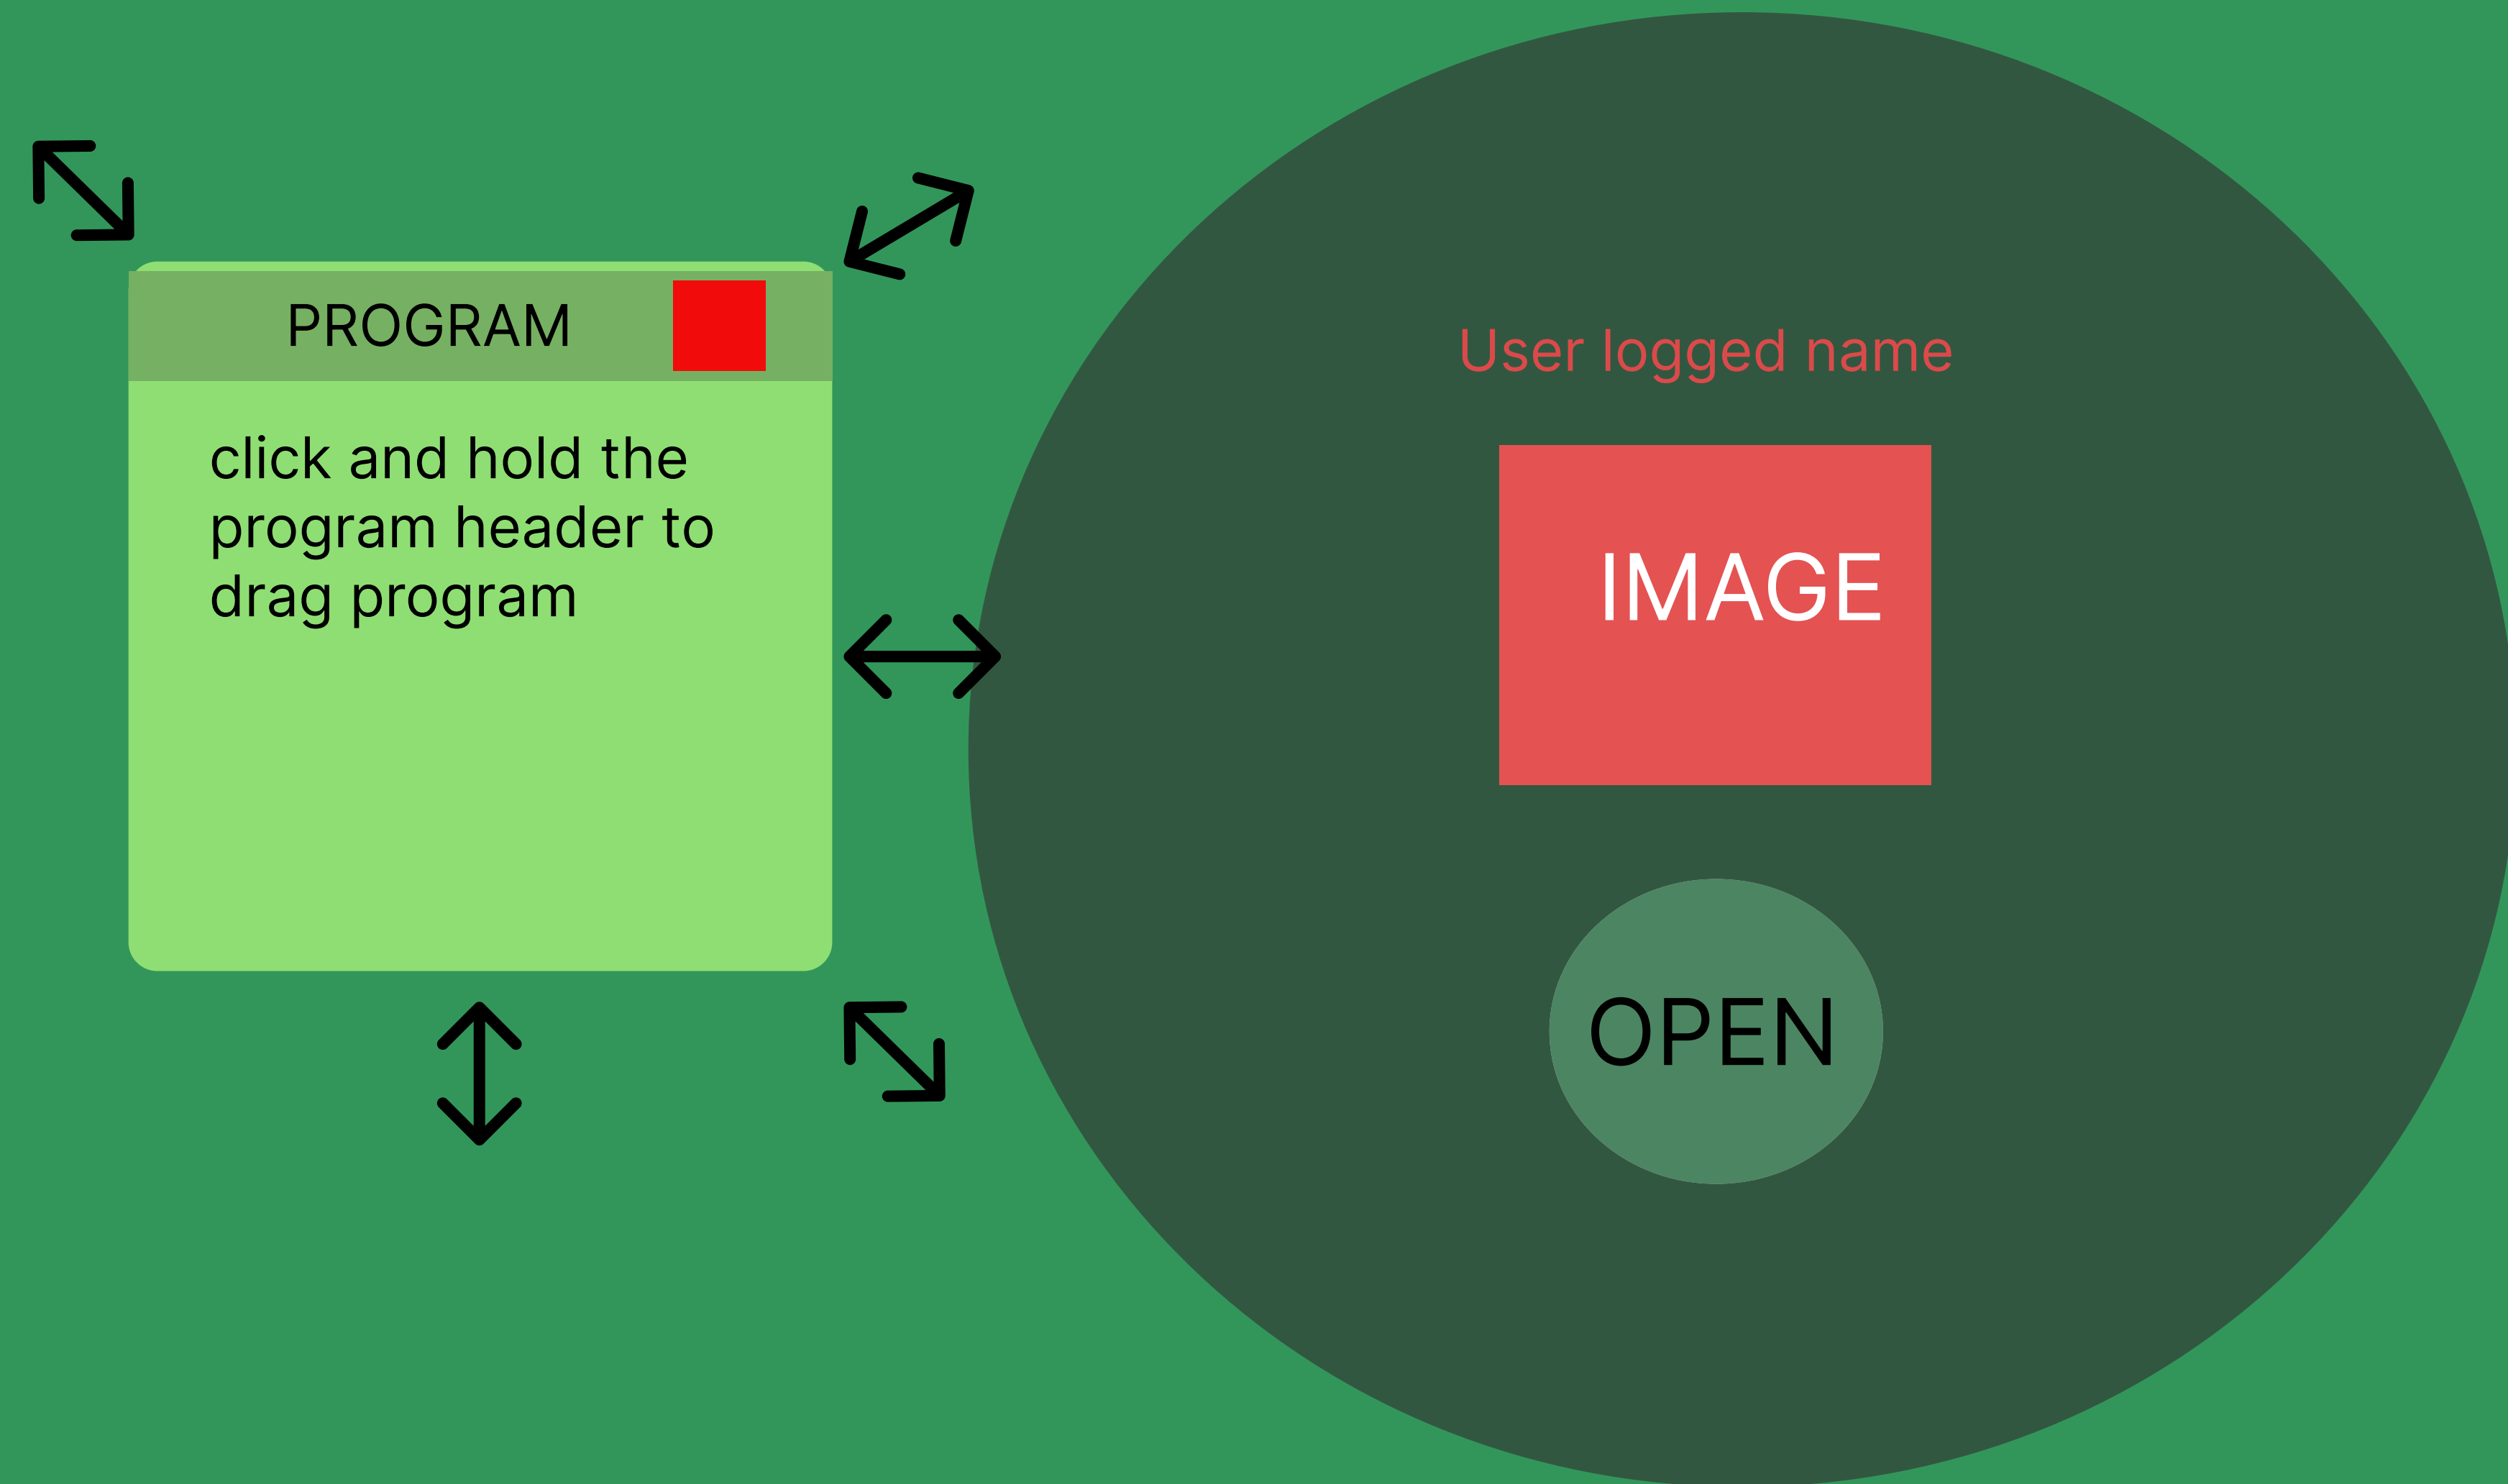 PROGRAM
click and hold the
program header to
drag program
User logged name
IMAGE
OPEN